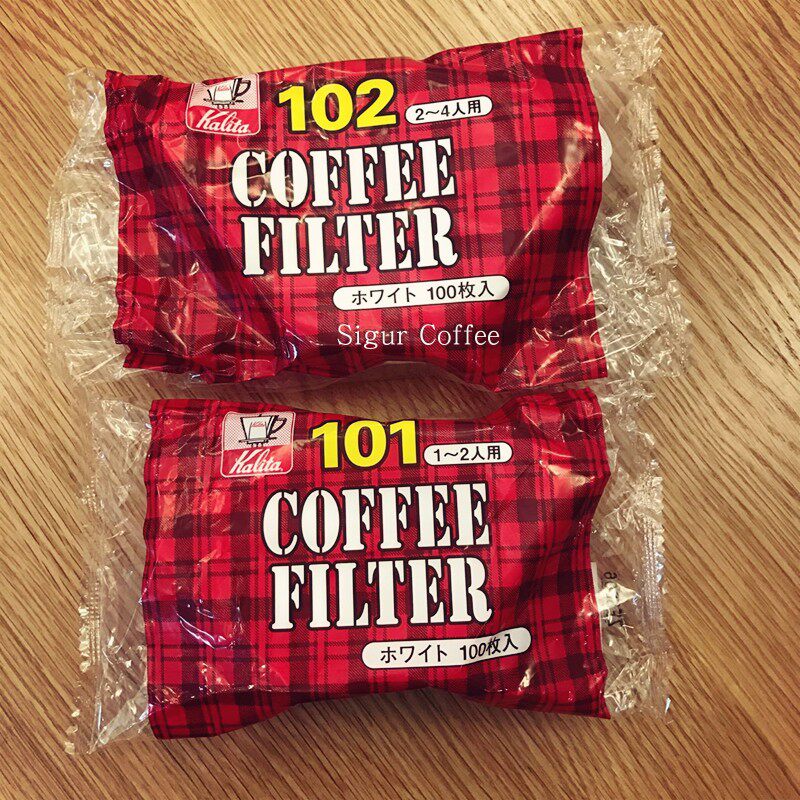 Kalita
102
2〜4人用
COFFEE
FILTER
ホワイト 100枚入
Sigur Coffee
Kalita
101
1〜2人用
COFFEE
FILTER
ホワイト 100枚入